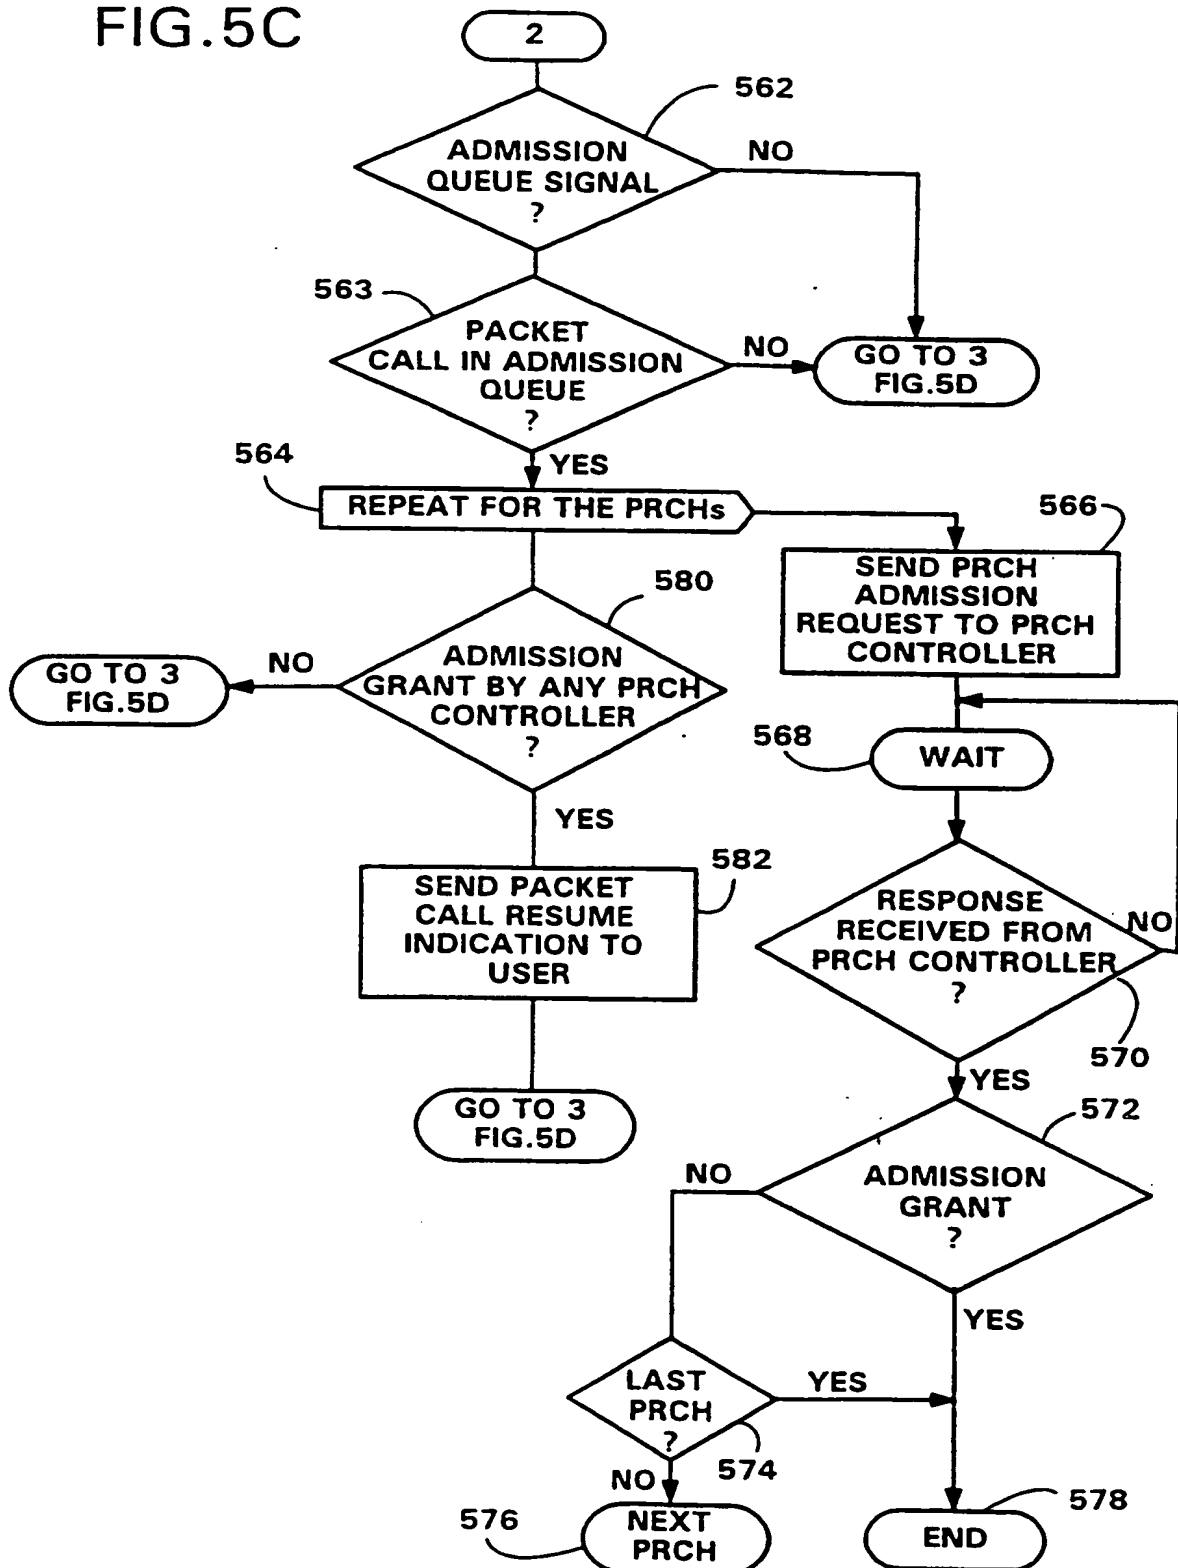 FIG.5C
2
562
ADMISSION
QUEUE SIGNAL
?
NO
563
PACKET
CALL IN ADMISSION
QUEUE
?
NO
GO TO 3
FIG.5D
YES
564
REPEAT FOR THE PRCHs
566
SEND PRCH
ADMISSION
REQUEST TO PRCH
CONTROLLER
580
ADMISSION
GRANT BY ANY PRCH
CONTROLLER
?
NO
GO TO 3
FIG.5D
568
WAIT
YES
582
SEND PACKET
CALL RESUME
INDICATION TO
USER
RESPONSE
RECEIVED FROM
PRCH CONTROLLER
?
NO
570
YES
GO TO 3
FIG.5D
572
ADMISSION
GRANT
?
NO
YES
LAST
PRCH
?
YES
574
NO
576
NEXT
PRCH
578
END